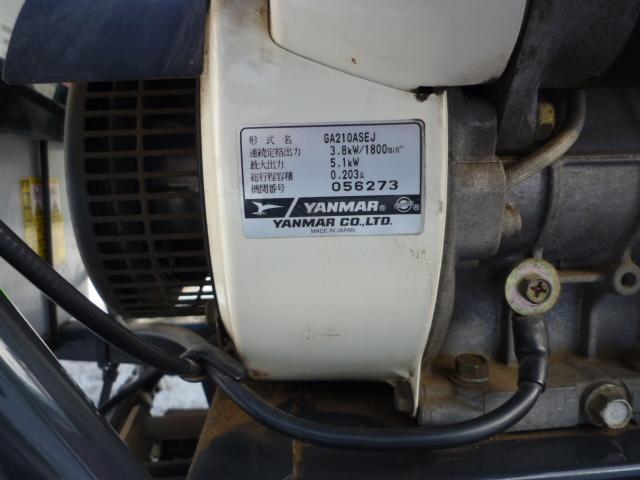 形式名 GA210ASEJ
連続定格出力 3.8kW/1800min⁻¹
最大出力 5.1kW
総行程容積 0.203ℓ
機関番号 056273
YANMAR®
YANMAR CO.,LTD.
MADE IN JAPAN